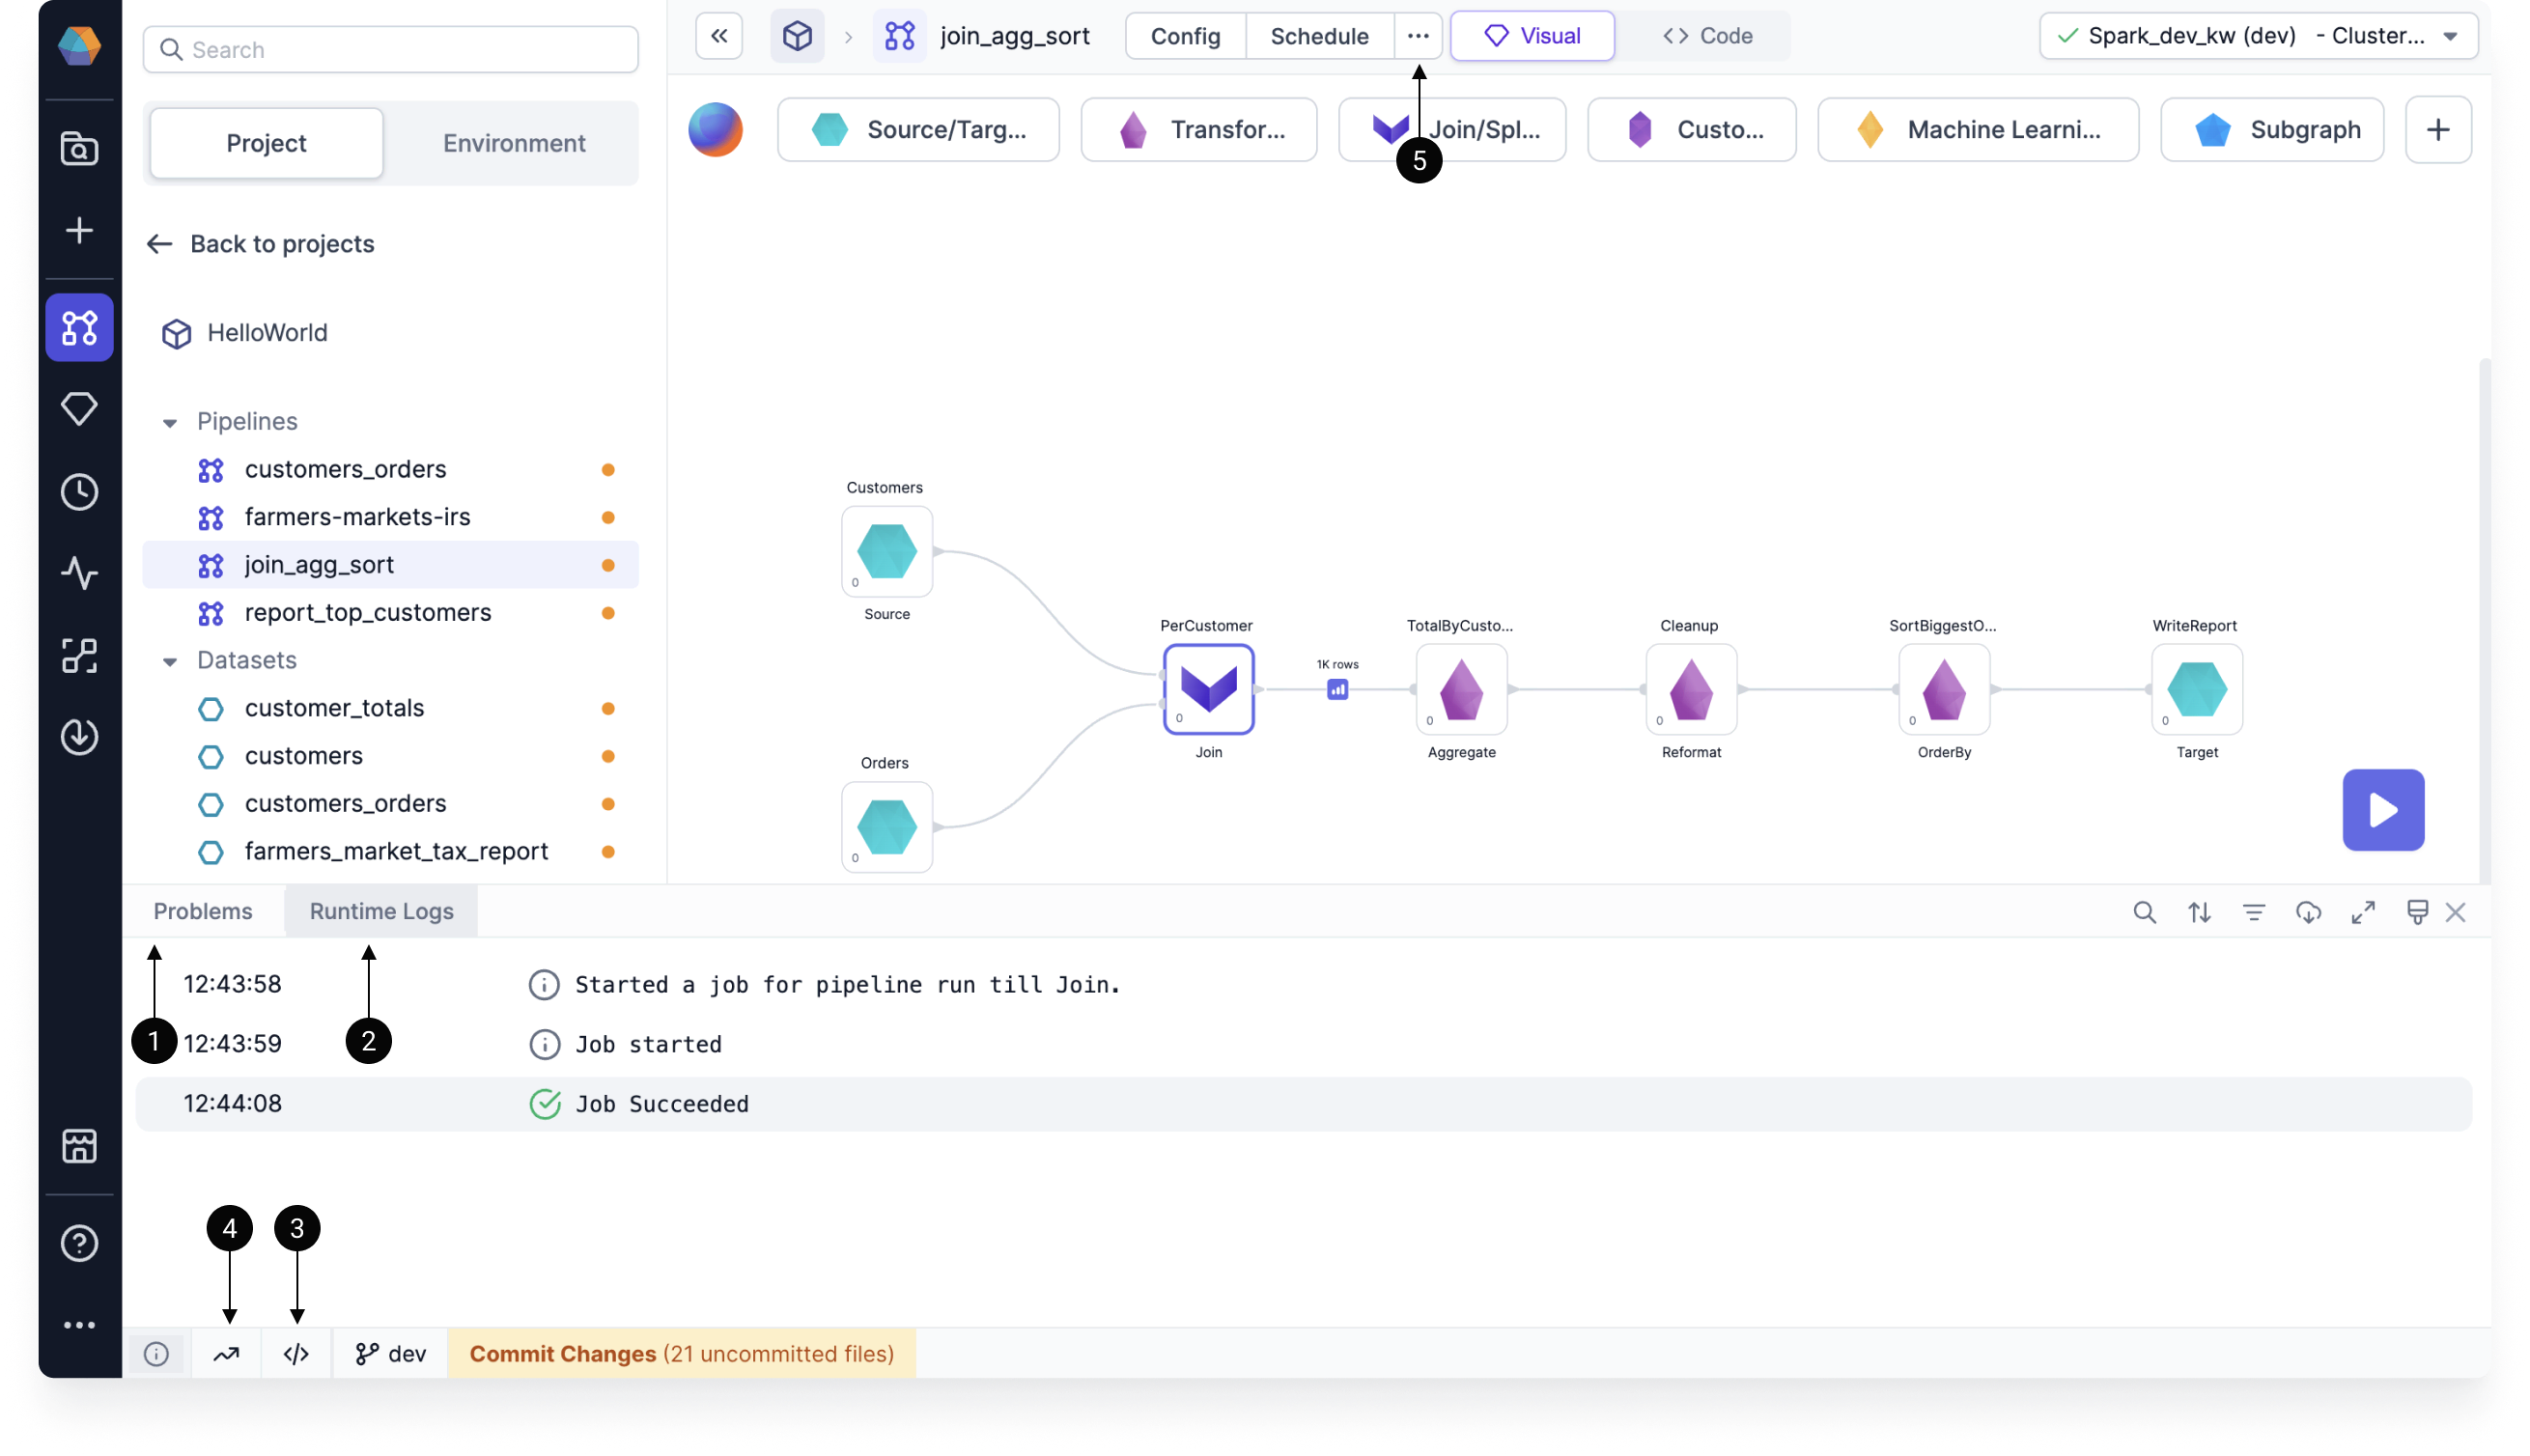 Search
join_agg_sort
Config
Schedule
Visual
Code
Spark_dev_kw (dev) - Cluster...
Project
Environment
Source/Targ...
Transfor...
Join/Spl...
Custo...
Machine Learni...
Subgraph
5
Back to projects
HelloWorld
Pipelines
customers_orders
farmers-markets-irs
join_agg_sort
report_top_customers
Datasets
customer_totals
customers
customers_orders
farmers_market_tax_report
Customers
0
Source
Orders
0
PerCustomer
0
Join
1K rows
TotalByCusto...
0
Aggregate
Cleanup
0
Reformat
SortBiggestO...
0
OrderBy
WriteReport
0
Target
Problems
Runtime Logs
12:43:58 Started a job for pipeline run till Join.
1
2
12:43:59 Job started
12:44:08 Job Succeeded
4
3
dev
Commit Changes (21 uncommitted files)